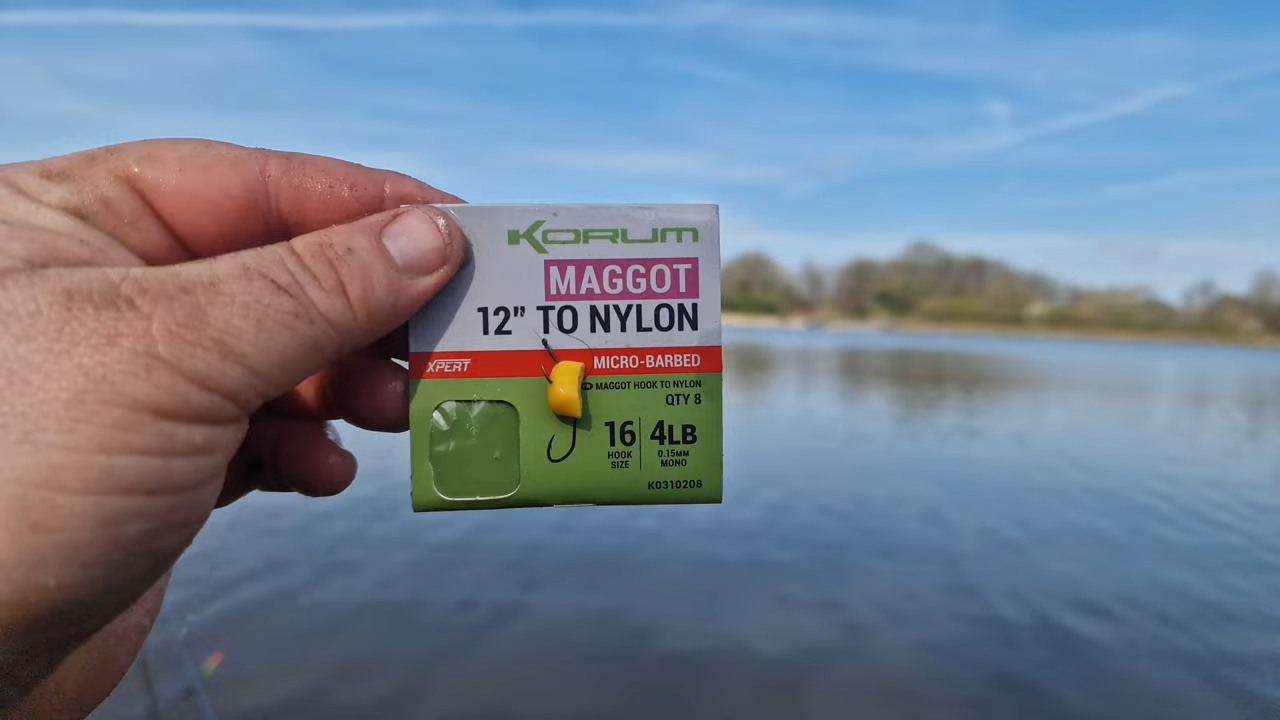 KORUM
MAGGOT
12" TO NYLON
XPERT
MICRO-BARBED
MAGGOT HOOK TO NYLON
QTY 8
16 4LB
HOOK SIZE 0.15MM MONO
K0310208